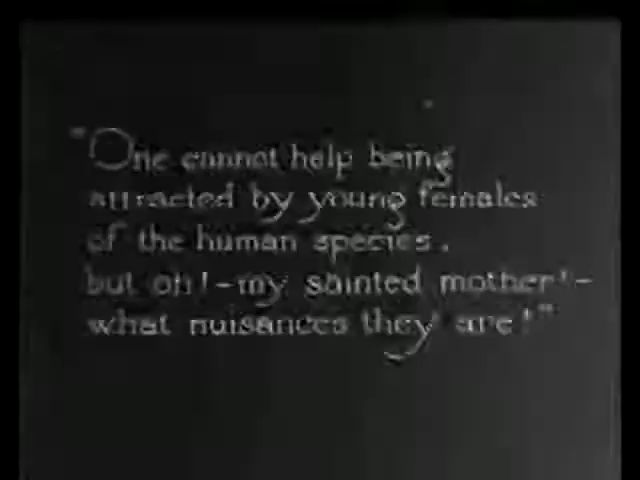 "One cannot help being
attracted by young females
of the human species,
but oh!-my sainted mother!-
what nuisances they are!"